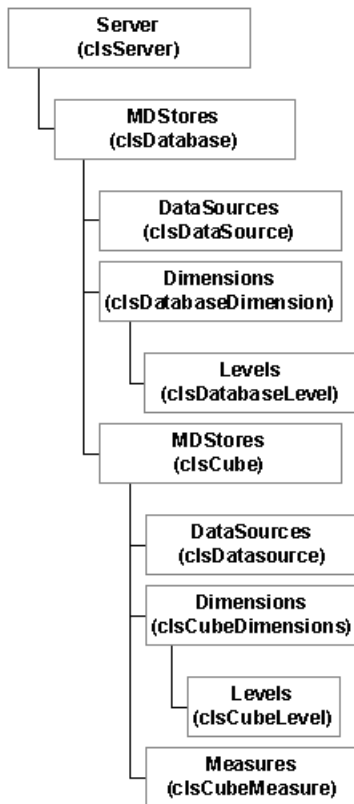 Server
(clsServer)
MDStores
(clsDatabase)
DataSources
(clsDataSource)
Dimensions
(clsDatabaseDimension)
Levels
(clsDatabaseLevel)
MDStores
(clsCube)
DataSources
(clsDatasource)
Dimensions
(clsCubeDimensions)
Levels
(clsCubeLevel)
Measures
(clsCubeMeasure)